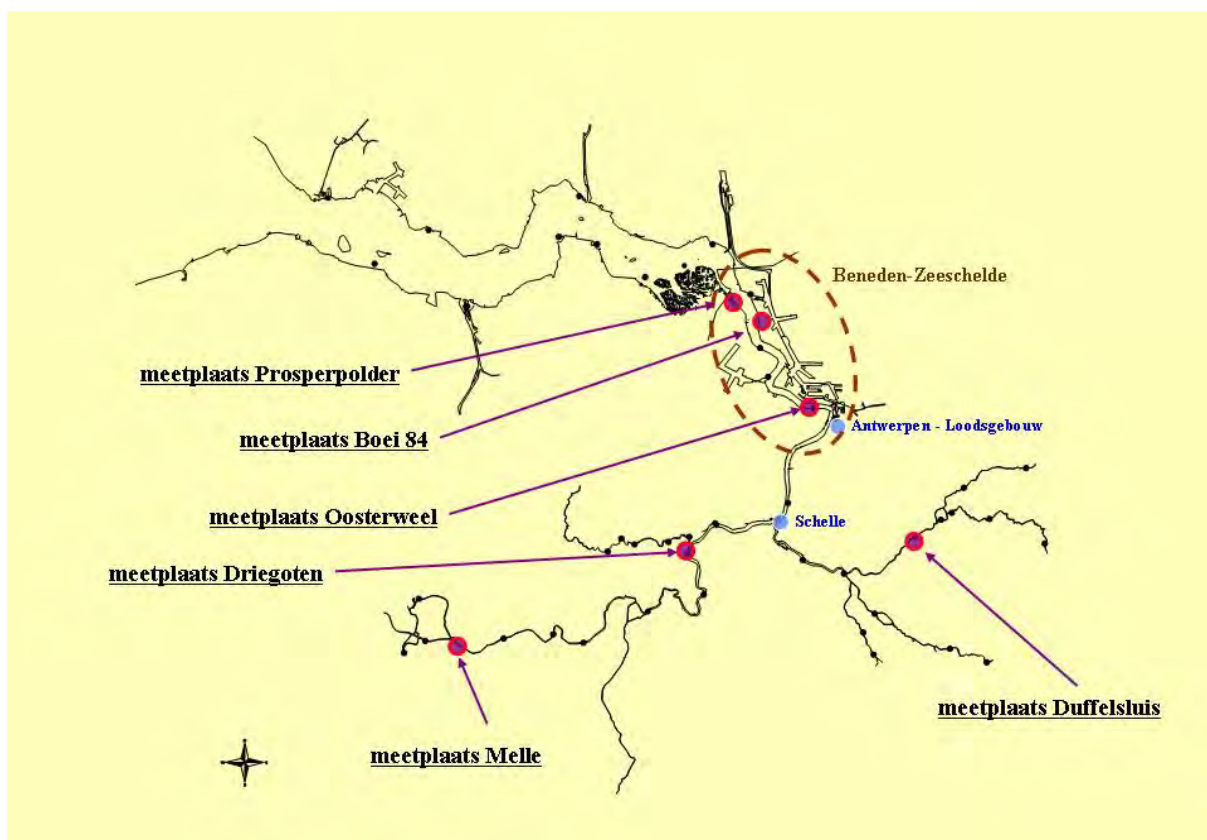 Beneden-Zeeschelde
meetplaats Prosperpolder
Antwerpen - Loodsgebouw
meetplaats Boei 84
meetplaats Oosterweel
Schelle
meetplaats Driegoten
meetplaats Duffelsluis
meetplaats Melle